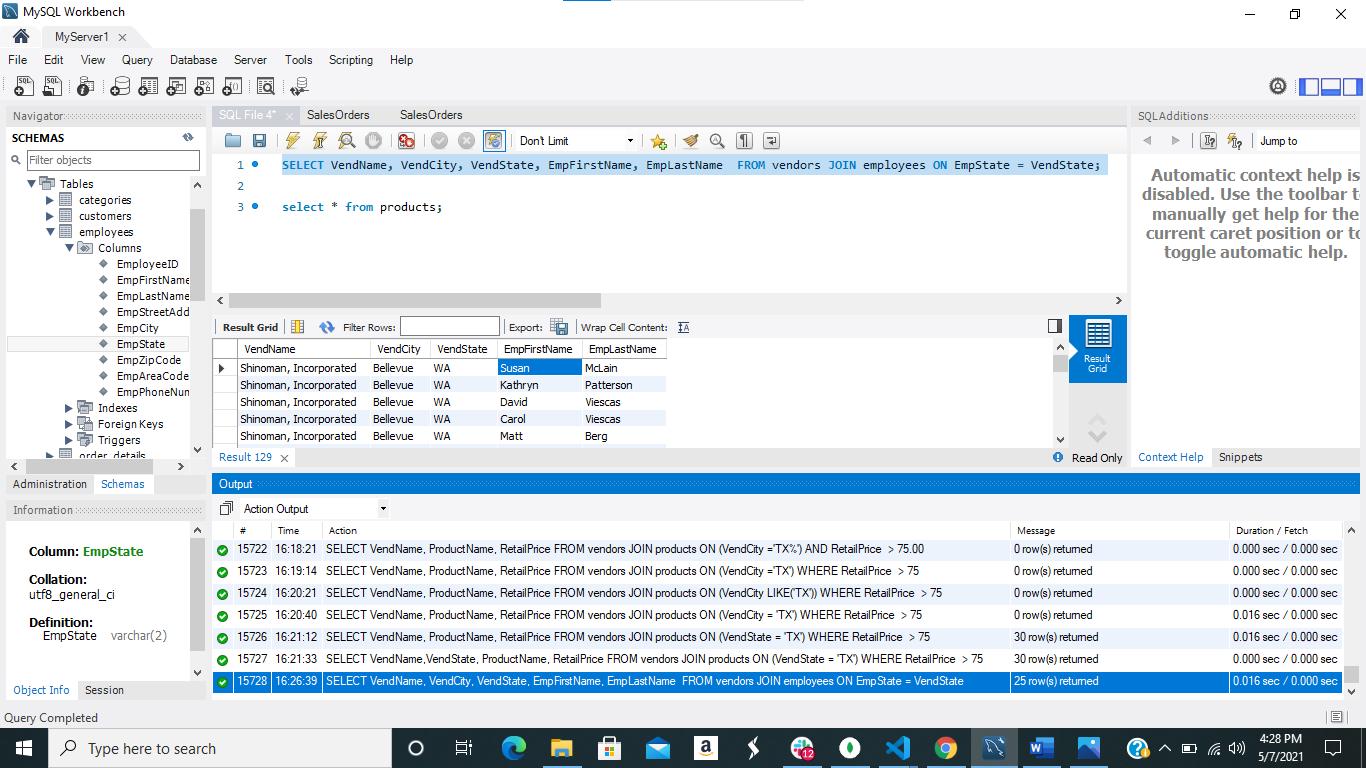 MySQL Workbench
MyServer1
File Edit View Query Database Server Tools Scripting Help
Navigator
SCHEMAS
Filter objects
Tables
categories
customers
employees
Columns
EmployeeID
EmpFirstName
EmpLastName
EmpStreetAdd
EmpCity
EmpState
EmpZipCode
EmpAreaCode
EmpPhoneNun
Indexes
Foreign Keys
Triggers
order_details
Administration Schemas
Information
Column: EmpState
Collation:
utf8_general_ci
Definition:
EmpState varchar(2)
Object Info Session
SQL File 4* SalesOrders SalesOrders
Don't Limit
1 SELECT VendName, VendCity, VendState, EmpFirstName, EmpLastName FROM vendors JOIN employees ON EmpState = VendState;
2
3 select * from products;
Result Grid Filter Rows: Export: Wrap Cell Content:
VendName VendCity VendState EmpFirstName EmpLastName
Shinoman, Incorporated Bellevue WA Susan McLain
Shinoman, Incorporated Bellevue WA Kathryn Patterson
Shinoman, Incorporated Bellevue WA David Viescas
Shinoman, Incorporated Bellevue WA Carol Viescas
Shinoman, Incorporated Bellevue WA Matt Berg
Result Grid
Result 129
Read Only
SQLAdditions
Jump to
Automatic context help is
disabled. Use the toolbar t
manually get help for the
current caret position or to
toggle automatic help.
Context Help Snippets
Output
Action Output
# Time Action Message Duration / Fetch
15722 16:18:21 SELECT VendName, ProductName, RetailPrice FROM vendors JOIN products ON (VendCity ='TX%') AND RetailPrice > 75.00 0 row(s) returned 0.000 sec / 0.000 sec
15723 16:19:14 SELECT VendName, ProductName, RetailPrice FROM vendors JOIN products ON (VendCity ='TX') WHERE RetailPrice > 75 0 row(s) returned 0.000 sec / 0.000 sec
15724 16:20:21 SELECT VendName, ProductName, RetailPrice FROM vendors JOIN products ON (VendCity LIKE('TX')) WHERE RetailPrice > 75 0 row(s) returned 0.000 sec / 0.000 sec
15725 16:20:40 SELECT VendName, ProductName, RetailPrice FROM vendors JOIN products ON (VendCity = 'TX') WHERE RetailPrice > 75 0 row(s) returned 0.016 sec / 0.000 sec
15726 16:21:12 SELECT VendName, ProductName, RetailPrice FROM vendors JOIN products ON (VendState = 'TX') WHERE RetailPrice > 75 30 row(s) returned 0.016 sec / 0.000 sec
15727 16:21:33 SELECT VendName,VendState, ProductName, RetailPrice FROM vendors JOIN products ON (VendState = 'TX') WHERE RetailPrice > 75 30 row(s) returned 0.000 sec / 0.000 sec
15728 16:26:39 SELECT VendName, VendCity, VendState, EmpFirstName, EmpLastName FROM vendors JOIN employees ON EmpState = VendState 25 row(s) returned 0.016 sec / 0.000 sec
Query Completed
Type here to search
12
4:28 PM
5/7/2021